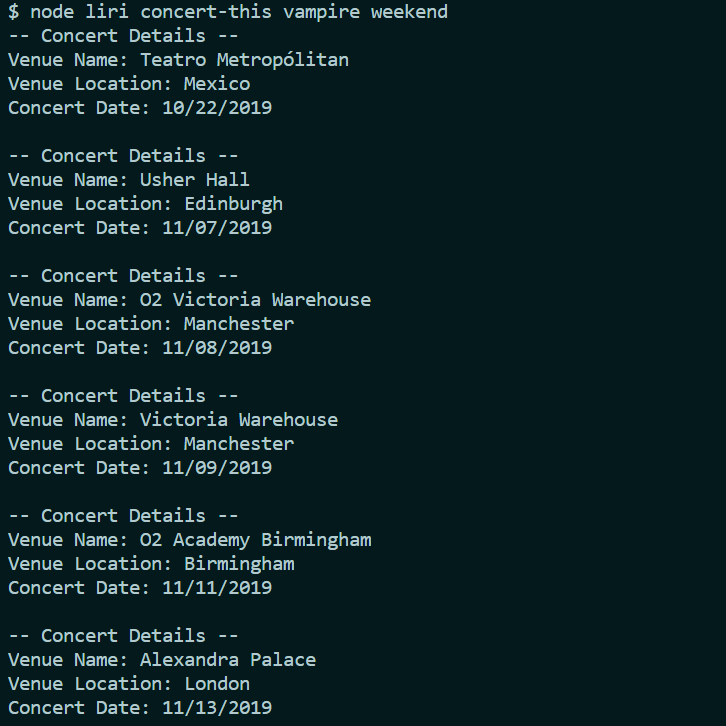 $ node liri concert-this vampire weekend
-- Concert Details --
Venue Name: Teatro Metropólitan
Venue Location: Mexico
Concert Date: 10/22/2019
-- Concert Details --
Venue Name: Usher Hall
Venue Location: Edinburgh
Concert Date: 11/07/2019
-- Concert Details --
Venue Name: O2 Victoria Warehouse
Venue Location: Manchester
Concert Date: 11/08/2019
-- Concert Details --
Venue Name: Victoria Warehouse
Venue Location: Manchester
Concert Date: 11/09/2019
-- Concert Details --
Venue Name: O2 Academy Birmingham
Venue Location: Birmingham
Concert Date: 11/11/2019
-- Concert Details --
Venue Name: Alexandra Palace
Venue Location: London
Concert Date: 11/13/2019